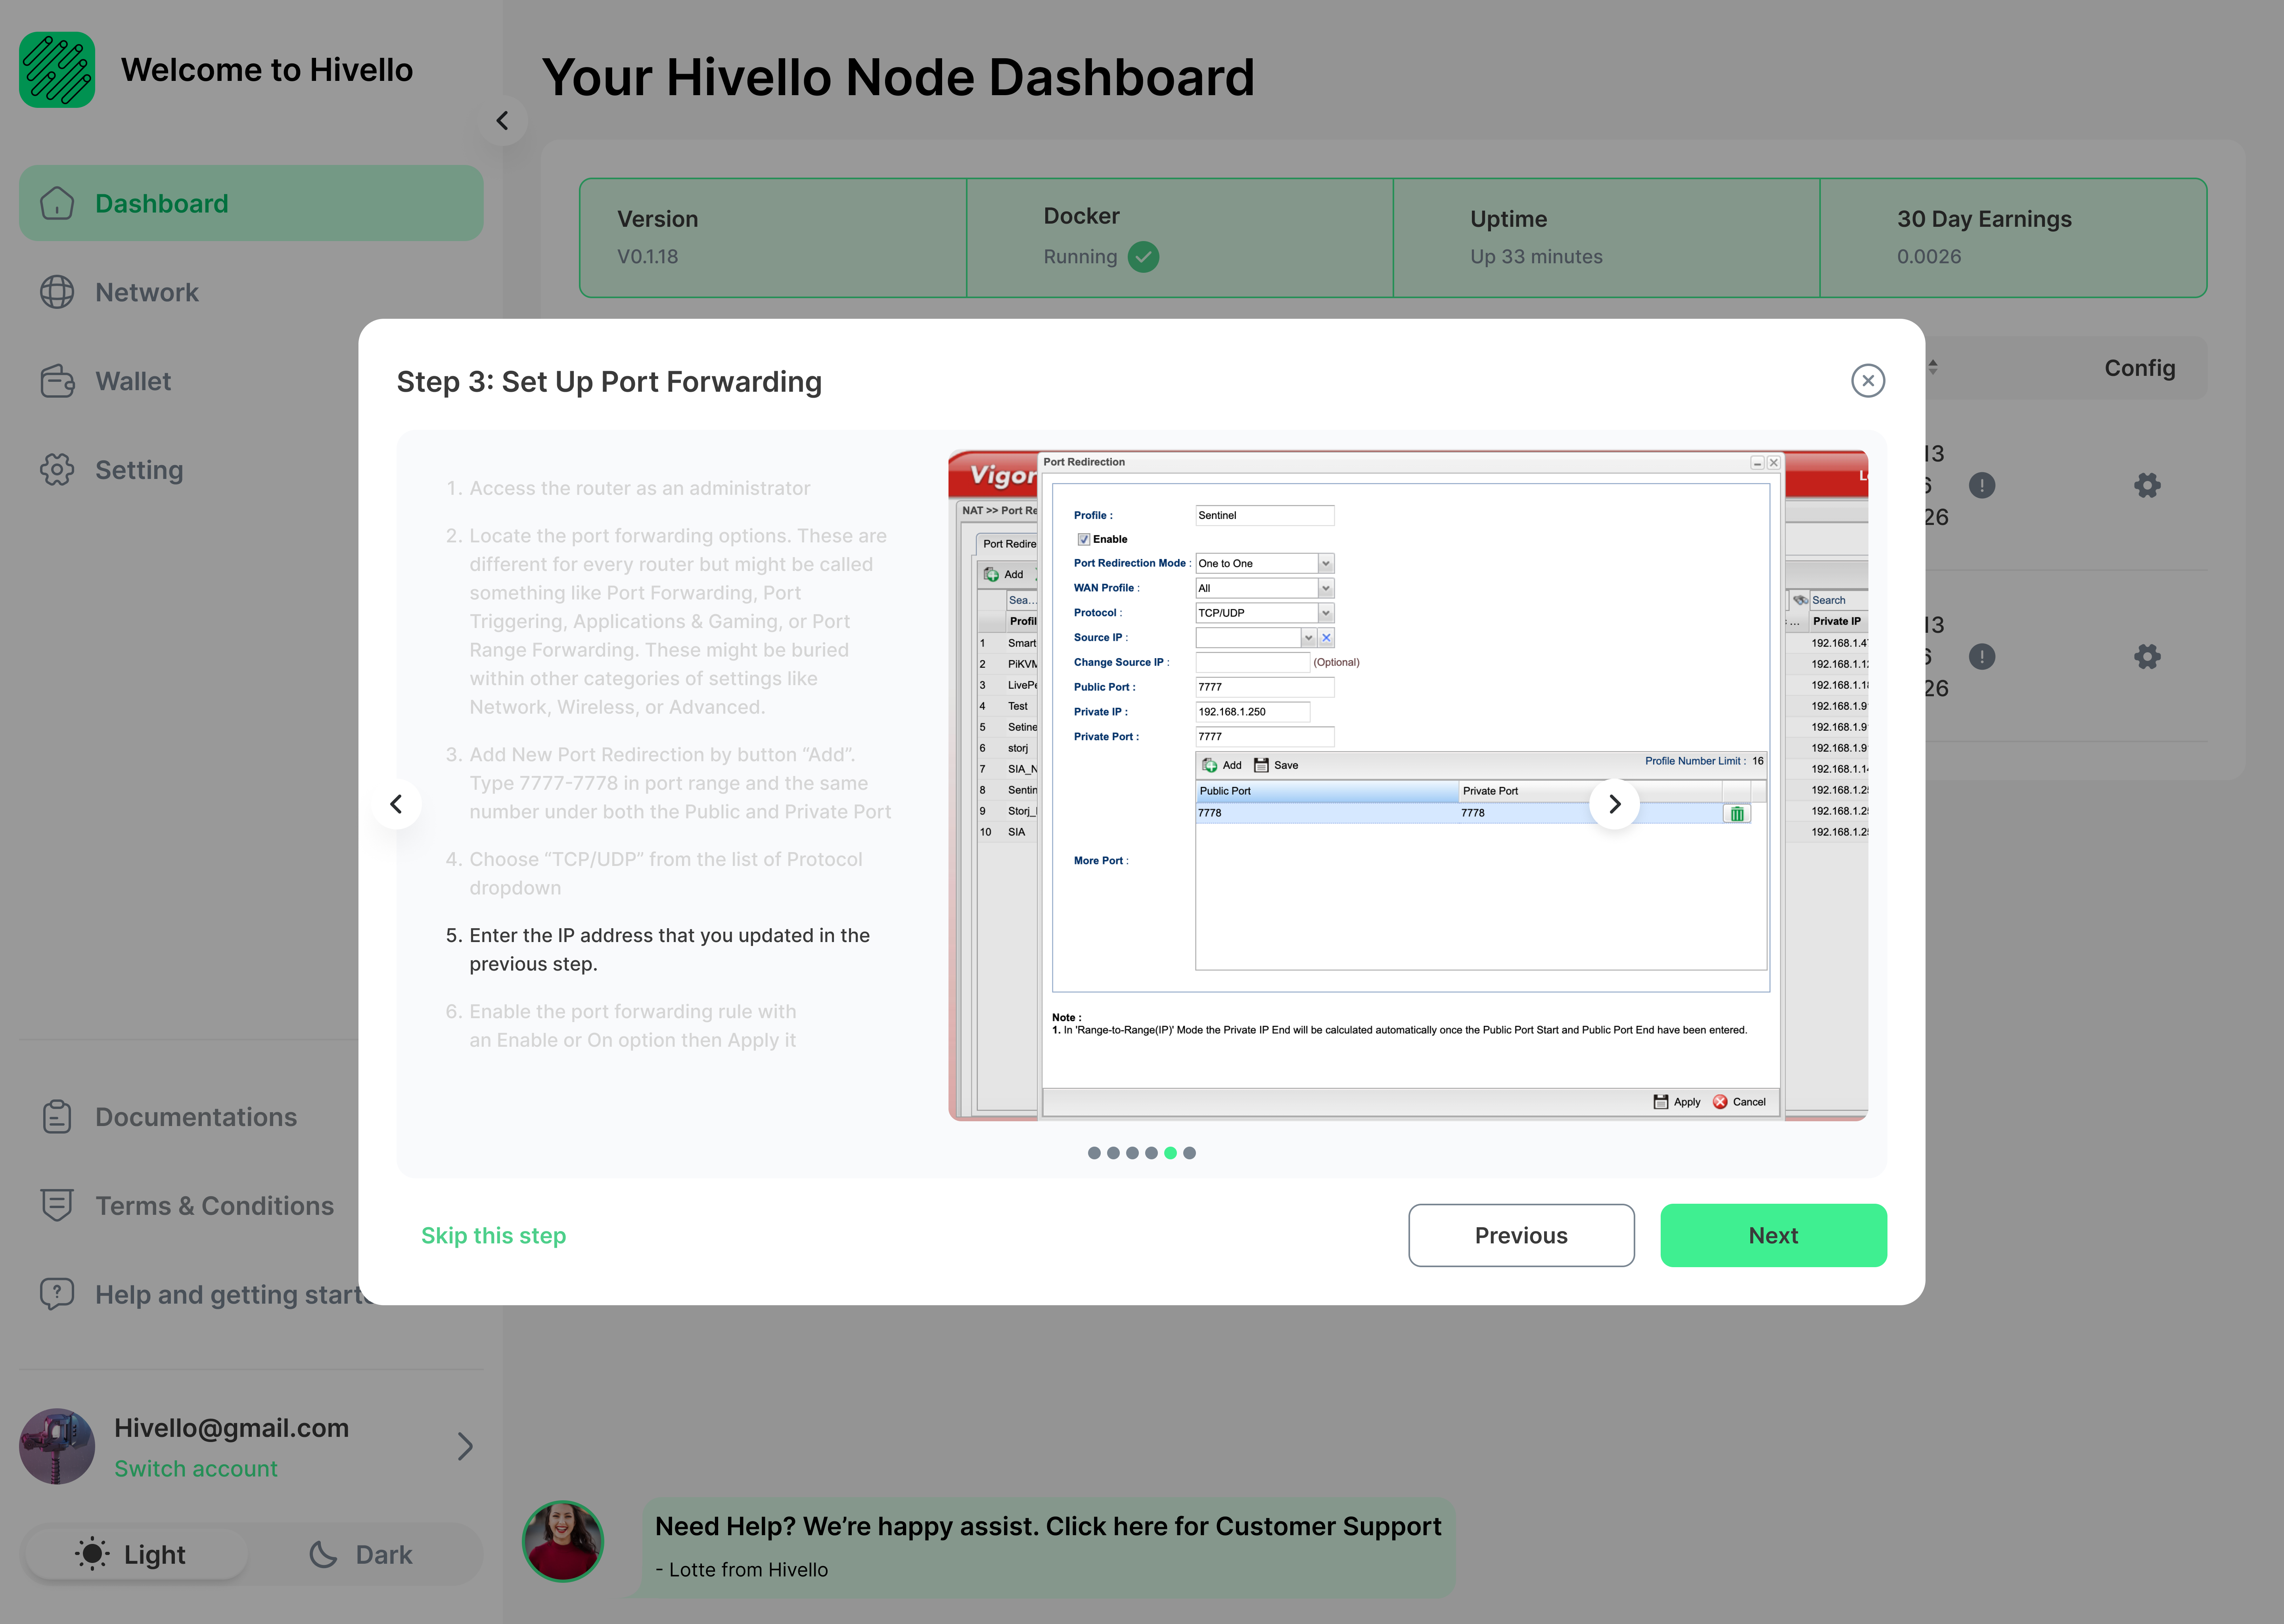 Welcome to Hivello
Your Hivello Node Dashboard
Dashboard
Network
Wallet
Setting
Version
V0.1.18
Docker
Running
Uptime
Up 33 minutes
30 Day Earnings
0.0026
Config
13
26
13
26
Step 3: Set Up Port Forwarding
1. Access the router as an administrator
2. Locate the port forwarding options. These are
different for every router but might be called
something like Port Forwarding, Port
Triggering, Applications & Gaming, or Port
Range Forwarding. These might be buried
within other categories of settings like
Network, Wireless, or Advanced.
3. Add New Port Redirection by button “Add”.
Type 7777-7778 in port range and the same
number under both the Public and Private Port
4. Choose “TCP/UDP” from the list of Protocol
dropdown
5. Enter the IP address that you updated in the
previous step.
6. Enable the port forwarding rule with
an Enable or On option then Apply it
Vigor
NAT >> Port Re
Port Redire
Add
Sea...
Profil
1 Smart
2 PiKVM
3 LivePe
4 Test
5 Setine
6 storj
7 SIA_N
8 Sentin
9 Storj_
10 SIA
Port Redirection
Profile : Sentinel
Enable
Port Redirection Mode : One to One
WAN Profile : All
Protocol : TCP/UDP
Source IP :
Change Source IP : (Optional)
Public Port : 7777
Private IP : 192.168.1.250
Private Port : 7777
Add Save Profile Number Limit : 16
Public Port Private Port
7778 7778
More Port :
Note :
1. In 'Range-to-Range(IP)' Mode the Private IP End will be calculated automatically once the Public Port Start and Public Port End have been entered.
Apply Cancel
Search
Private IP
192.168.1.4
192.168.1.1
192.168.1.18
192.168.1.9
192.168.1.9
192.168.1.9
192.168.1.1
192.168.1.2
192.168.1.2
192.168.1.2
Skip this step
Previous
Next
Documentations
Terms & Conditions
Help and getting start
Hivello@gmail.com
Switch account
Light
Dark
Need Help? We’re happy assist. Click here for Customer Support
- Lotte from Hivello